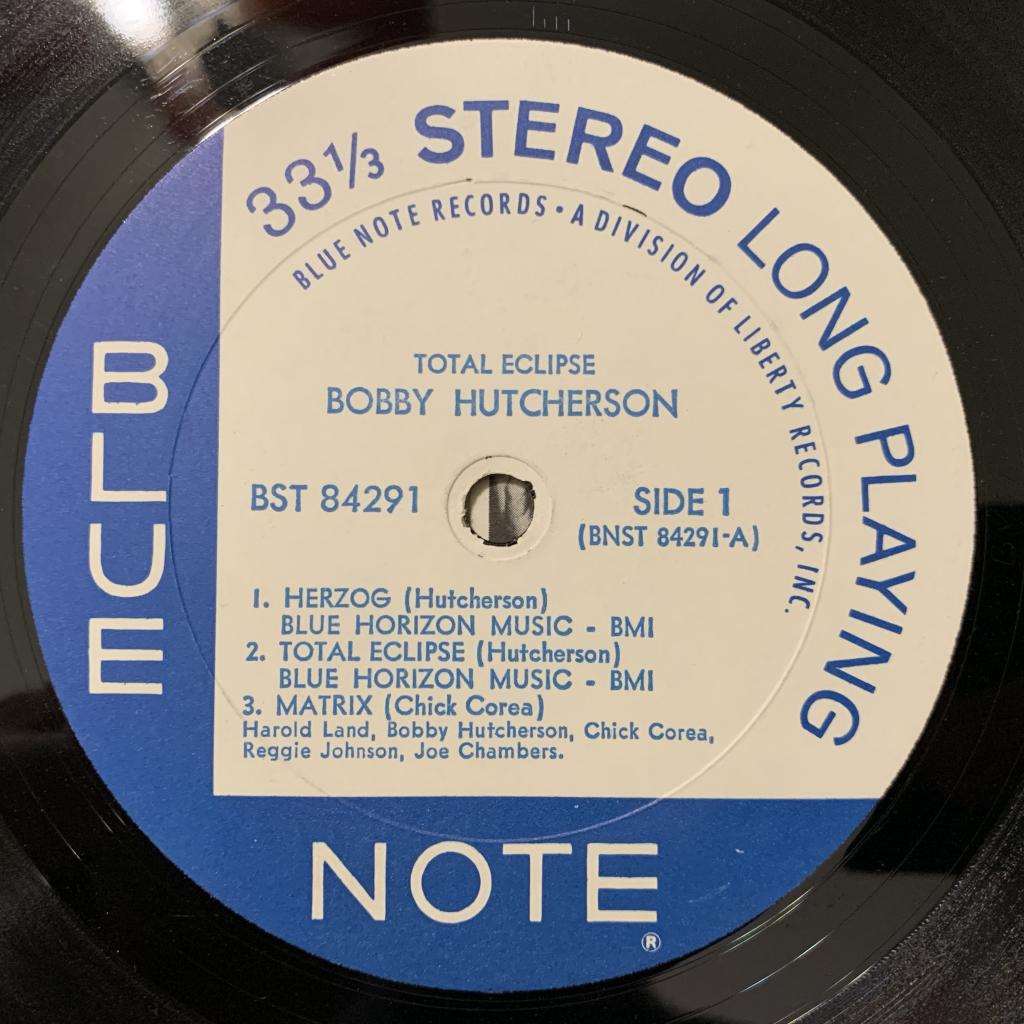 33⅓ STEREO LONG PLAYING
BLUE NOTE RECORDS • A DIVISION OF LIBERTY RECORDS, INC.
TOTAL ECLIPSE
BOBBY HUTCHERSON
BST 84291
SIDE 1
(BNST 84291-A)
1. HERZOG (Hutcherson)
BLUE HORIZON MUSIC - BMI
2. TOTAL ECLIPSE (Hutcherson)
BLUE HORIZON MUSIC - BMI
3. MATRIX (Chick Corea)
Harold Land, Bobby Hutcherson, Chick Corea,
Reggie Johnson, Joe Chambers.
BLUE
NOTE
®